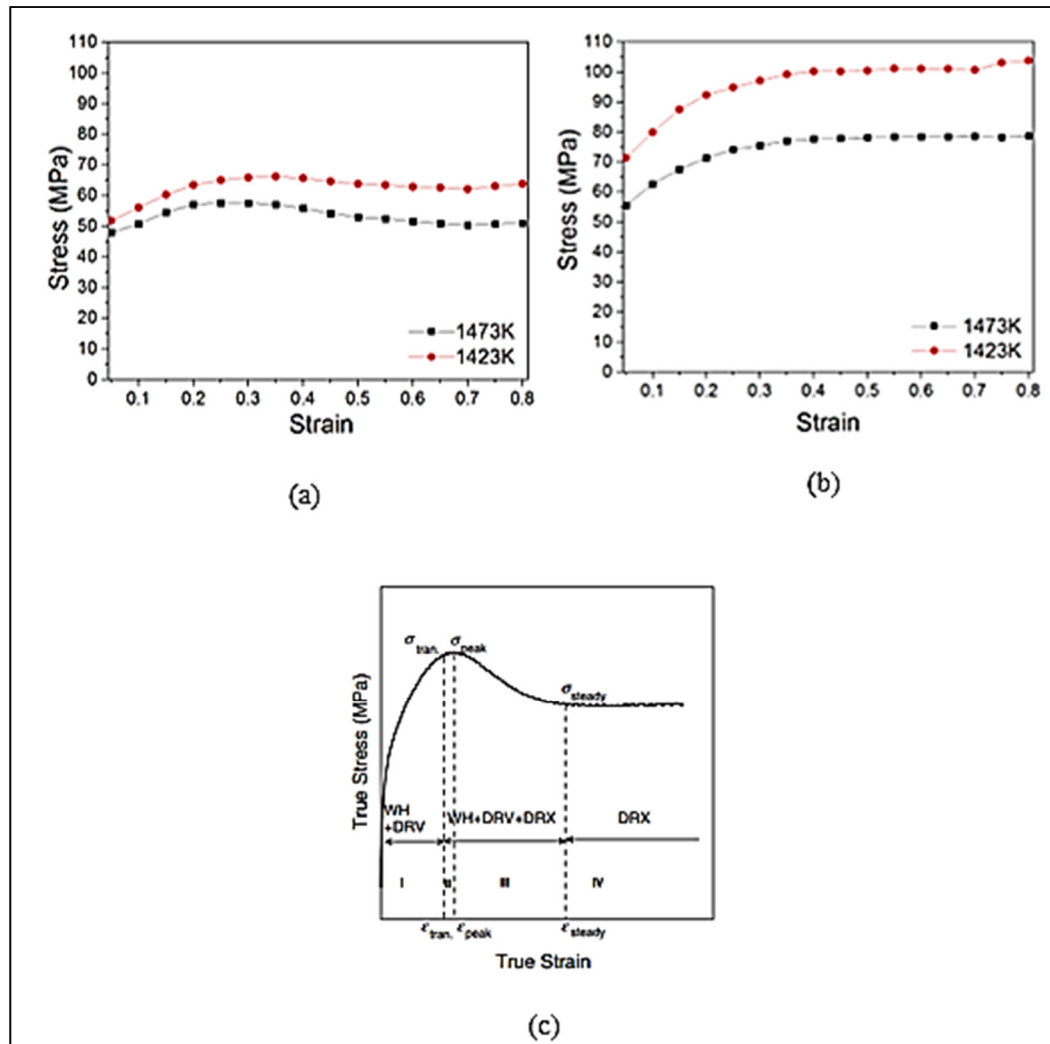 110
100
90
80
70
60
50
40
30
20
10
0
Stress (MPa)
1473K
1423K
0.1 0.2 0.3 0.4 0.5 0.6 0.7 0.8
Strain
(a)
110
100
90
80
70
60
50
40
30
20
10
0
Stress (MPa)
1473K
1423K
0.1 0.2 0.3 0.4 0.5 0.6 0.7 0.8
Strain
(b)
True Stress (MPa)
σtran. σpeak
σsteady
WH
+DRV
WH+DRV+DRX
DRX
I II III IV
εtran. εpeak εsteady
True Strain
(c)